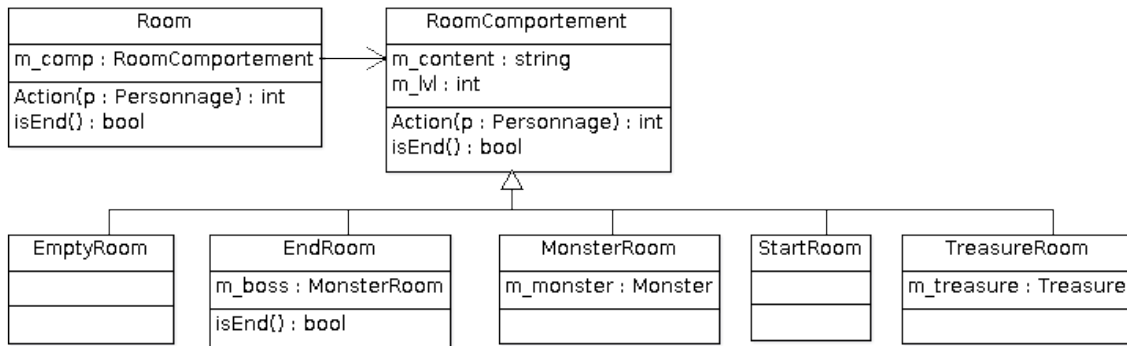 Room
m_comp : RoomComportement
Action(p : Personnage) : int
isEnd() : bool
RoomComportement
m_content : string
m_lvl : int
Action(p : Personnage) : int
isEnd() : bool
EmptyRoom
EndRoom
m_boss : MonsterRoom
isEnd() : bool
MonsterRoom
m_monster : Monster
StartRoom
TreasureRoom
m_treasure : Treasure